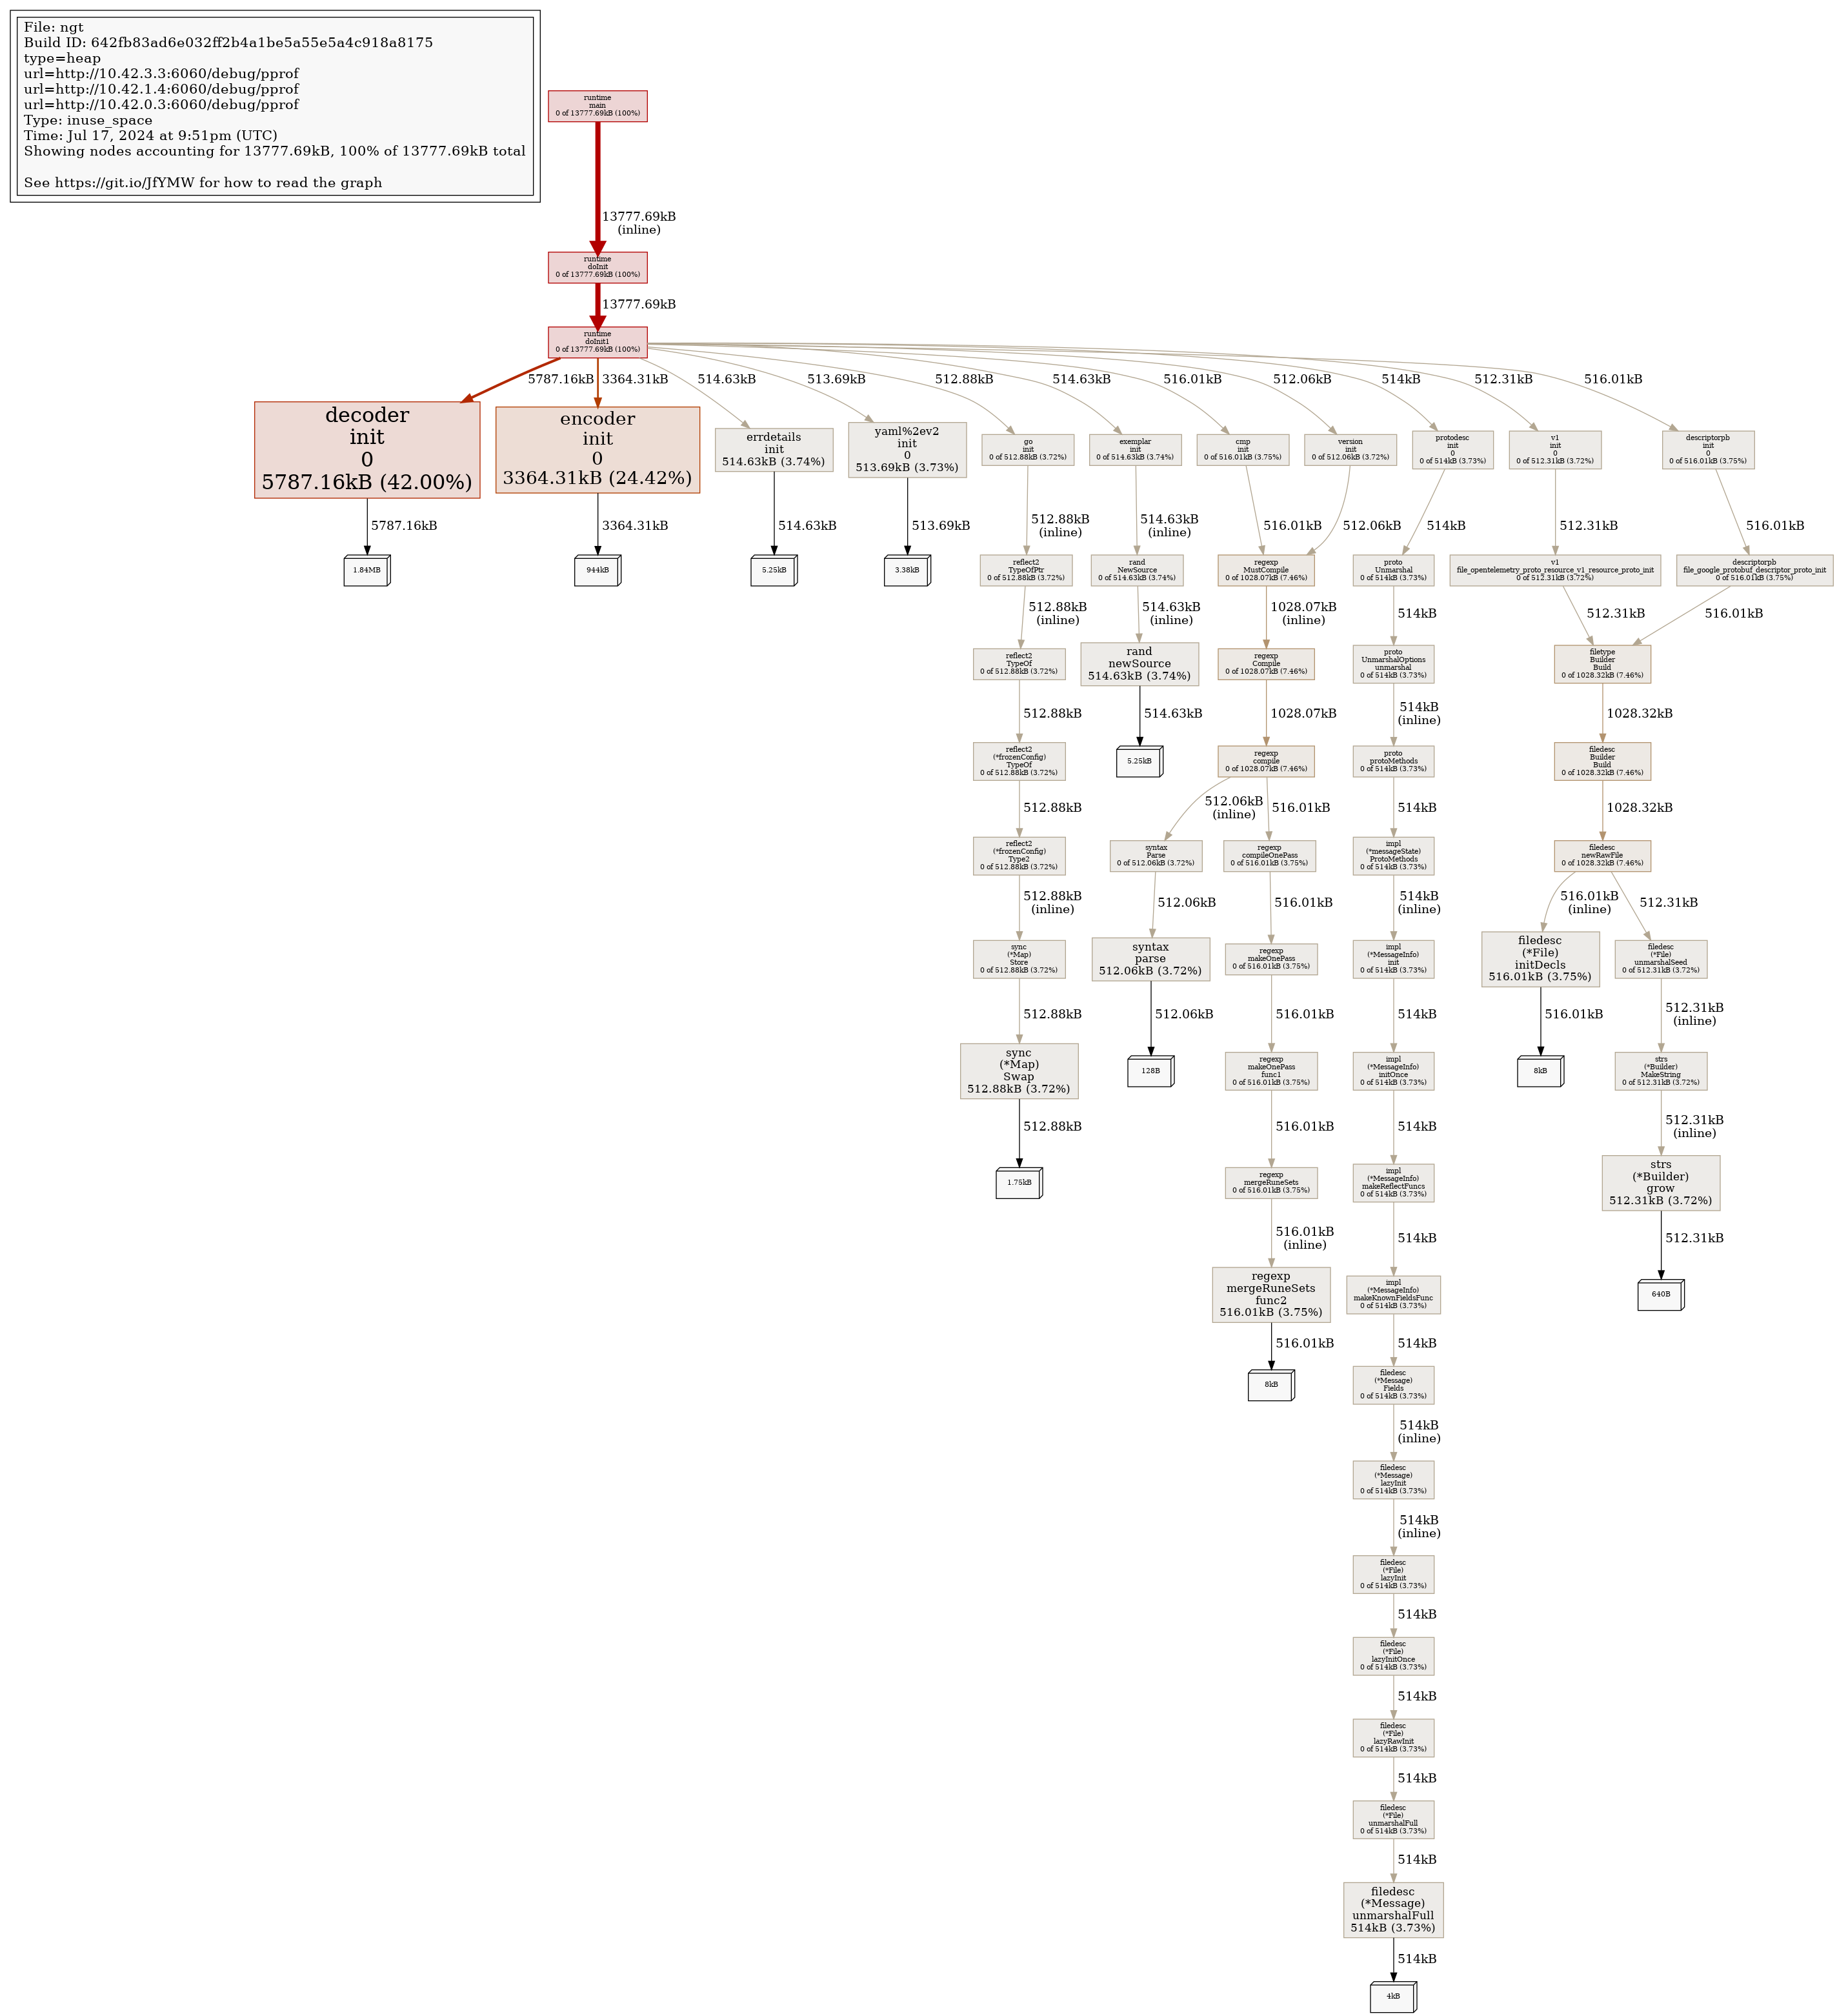 File: ngt
Build ID: 642fb83ad6e032ff2b4a1be5a55e5a4c918a8175
type=heap
url=http://10.42.3.3:6060/debug/pprof
url=http://10.42.1.4:6060/debug/pprof
url=http://10.42.0.3:6060/debug/pprof
Type: inuse_space
Time: Jul 17, 2024 at 9:51pm (UTC)
Showing nodes accounting for 13777.69kB, 100% of 13777.69kB total
See https://git.io/JfYMW for how to read the graph
runtime
main
0 of 13777.69kB (100%)
13777.69kB
(inline)
runtime
doInit
0 of 13777.69kB (100%)
13777.69kB
runtime
doInit1
0 of 13777.69kB (100%)
5787.16kB
3364.31kB
514.63kB
513.69kB
512.88kB
514.63kB
516.01kB
512.06kB
514kB
512.31kB
516.01kB
decoder
init
0
5787.16kB (42.00%)
encoder
init
0
3364.31kB (24.42%)
errdetails
init
514.63kB (3.74%)
yaml%2ev2
init
0
513.69kB (3.73%)
go
init
0 of 512.88kB (3.72%)
exemplar
init
0 of 514.63kB (3.74%)
cmp
init
0 of 516.01kB (3.75%)
version
init
0 of 512.06kB (3.72%)
protodesc
init
0
0 of 514kB (3.73%)
v1
init
0
0 of 512.31kB (3.72%)
descriptorpb
init
0
0 of 516.01kB (3.75%)
5787.16kB
3364.31kB
514.63kB
513.69kB
512.88kB
(inline)
514.63kB
(inline)
516.01kB
512.06kB
514kB
512.31kB
516.01kB
1.84MB
944kB
5.25kB
3.38kB
reflect2
TypeOfPtr
0 of 512.88kB (3.72%)
rand
NewSource
0 of 514.63kB (3.74%)
regexp
MustCompile
0 of 1028.07kB (7.46%)
proto
Unmarshal
0 of 514kB (3.73%)
v1
file_opentelemetry_proto_resource_v1_resource_proto_init
0 of 512.31kB (3.72%)
descriptorpb
file_google_protobuf_descriptor_proto_init
0 of 516.01kB (3.75%)
512.88kB
(inline)
514.63kB
(inline)
1028.07kB
(inline)
514kB
512.31kB
516.01kB
reflect2
TypeOf
0 of 512.88kB (3.72%)
rand
newSource
514.63kB (3.74%)
regexp
Compile
0 of 1028.07kB (7.46%)
proto
UnmarshalOptions
unmarshal
0 of 514kB (3.73%)
filetype
Builder
Build
0 of 1028.32kB (7.46%)
512.88kB
514.63kB
1028.07kB
514kB
(inline)
1028.32kB
reflect2
(*frozenConfig)
TypeOf
0 of 512.88kB (3.72%)
5.25kB
regexp
compile
0 of 1028.07kB (7.46%)
proto
protoMethods
0 of 514kB (3.73%)
filedesc
Builder
Build
0 of 1028.32kB (7.46%)
512.88kB
512.06kB
(inline)
516.01kB
514kB
1028.32kB
reflect2
(*frozenConfig)
Type2
0 of 512.88kB (3.72%)
syntax
Parse
0 of 512.06kB (3.72%)
regexp
compileOnePass
0 of 516.01kB (3.75%)
impl
(*messageState)
ProtoMethods
0 of 514kB (3.73%)
filedesc
newRawFile
0 of 1028.32kB (7.46%)
512.88kB
(inline)
512.06kB
516.01kB
514kB
(inline)
516.01kB
(inline)
512.31kB
sync
(*Map)
Store
0 of 512.88kB (3.72%)
syntax
parse
512.06kB (3.72%)
regexp
makeOnePass
0 of 516.01kB (3.75%)
impl
(*MessageInfo)
init
0 of 514kB (3.73%)
filedesc
(*File)
initDecls
516.01kB (3.75%)
filedesc
(*File)
unmarshalSeed
0 of 512.31kB (3.72%)
512.88kB
512.06kB
516.01kB
514kB
516.01kB
512.31kB
(inline)
sync
(*Map)
Swap
512.88kB (3.72%)
128B
regexp
makeOnePass
func1
0 of 516.01kB (3.75%)
impl
(*MessageInfo)
initOnce
0 of 514kB (3.73%)
8kB
strs
(*Builder)
MakeString
0 of 512.31kB (3.72%)
512.88kB
516.01kB
514kB
512.31kB
(inline)
1.75kB
regexp
mergeRuneSets
0 of 516.01kB (3.75%)
impl
(*MessageInfo)
makeReflectFuncs
0 of 514kB (3.73%)
strs
(*Builder)
grow
512.31kB (3.72%)
516.01kB
(inline)
514kB
512.31kB
regexp
mergeRuneSets
func2
516.01kB (3.75%)
impl
(*MessageInfo)
makeKnownFieldsFunc
0 of 514kB (3.73%)
640B
516.01kB
514kB
8kB
filedesc
(*Message)
Fields
0 of 514kB (3.73%)
514kB
(inline)
filedesc
(*Message)
lazyInit
0 of 514kB (3.73%)
514kB
(inline)
filedesc
(*File)
lazyInit
0 of 514kB (3.73%)
514kB
filedesc
(*File)
lazyInitOnce
0 of 514kB (3.73%)
514kB
filedesc
(*File)
lazyRawInit
0 of 514kB (3.73%)
514kB
filedesc
(*File)
unmarshalFull
0 of 514kB (3.73%)
514kB
filedesc
(*Message)
unmarshalFull
514kB (3.73%)
514kB
4kB